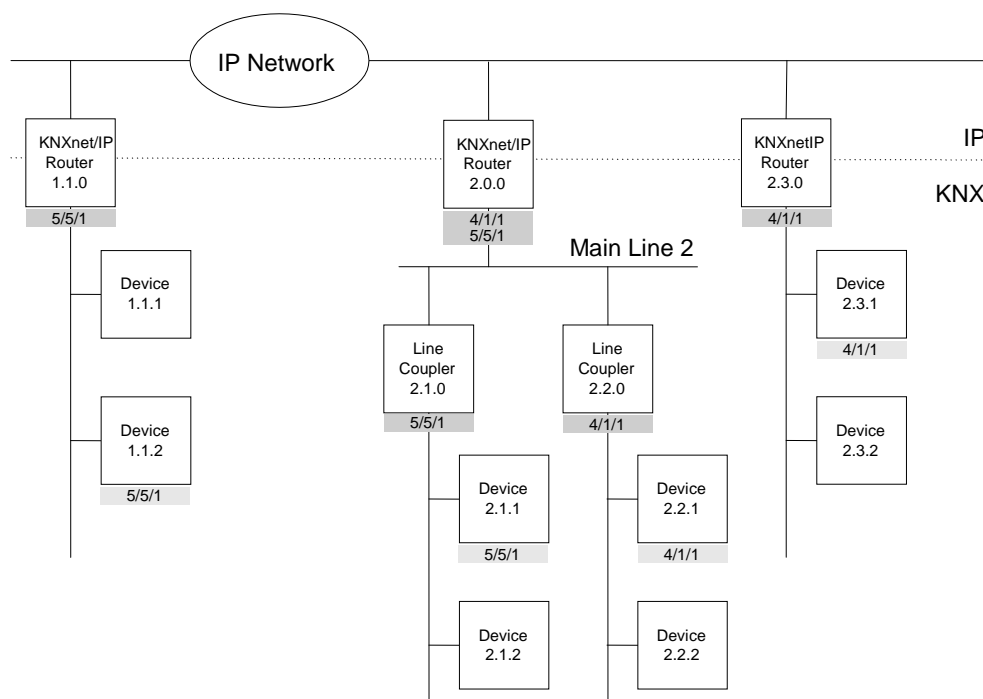 IP Network
KNXnet/IP
Router
1.1.0
5/5/1
KNXnet/IP
Router
2.0.0
4/1/1
5/5/1
KNXnetIP
Router
2.3.0
4/1/1
IP
KNX
Main Line 2
Device
1.1.1
Device
1.1.2
5/5/1
Line
Coupler
2.1.0
5/5/1
Line
Coupler
2.2.0
4/1/1
Device
2.3.1
4/1/1
Device
2.3.2
Device
2.1.1
5/5/1
Device
2.2.1
4/1/1
Device
2.1.2
Device
2.2.2